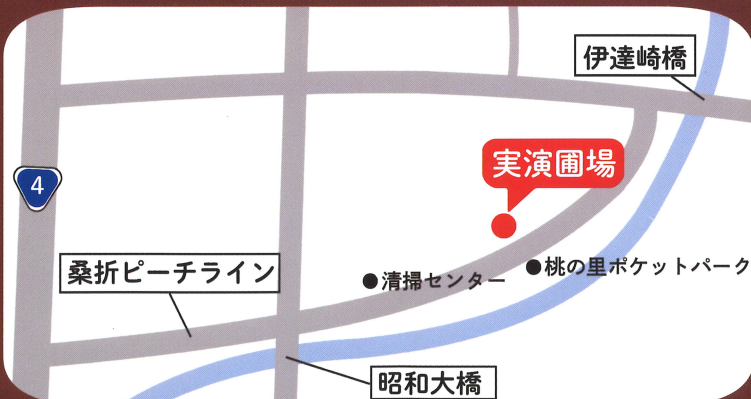 伊達崎橋
実演圃場
4
桑折ピーチライン
●清掃センター
●桃の里ポケットパーク
昭和大橋